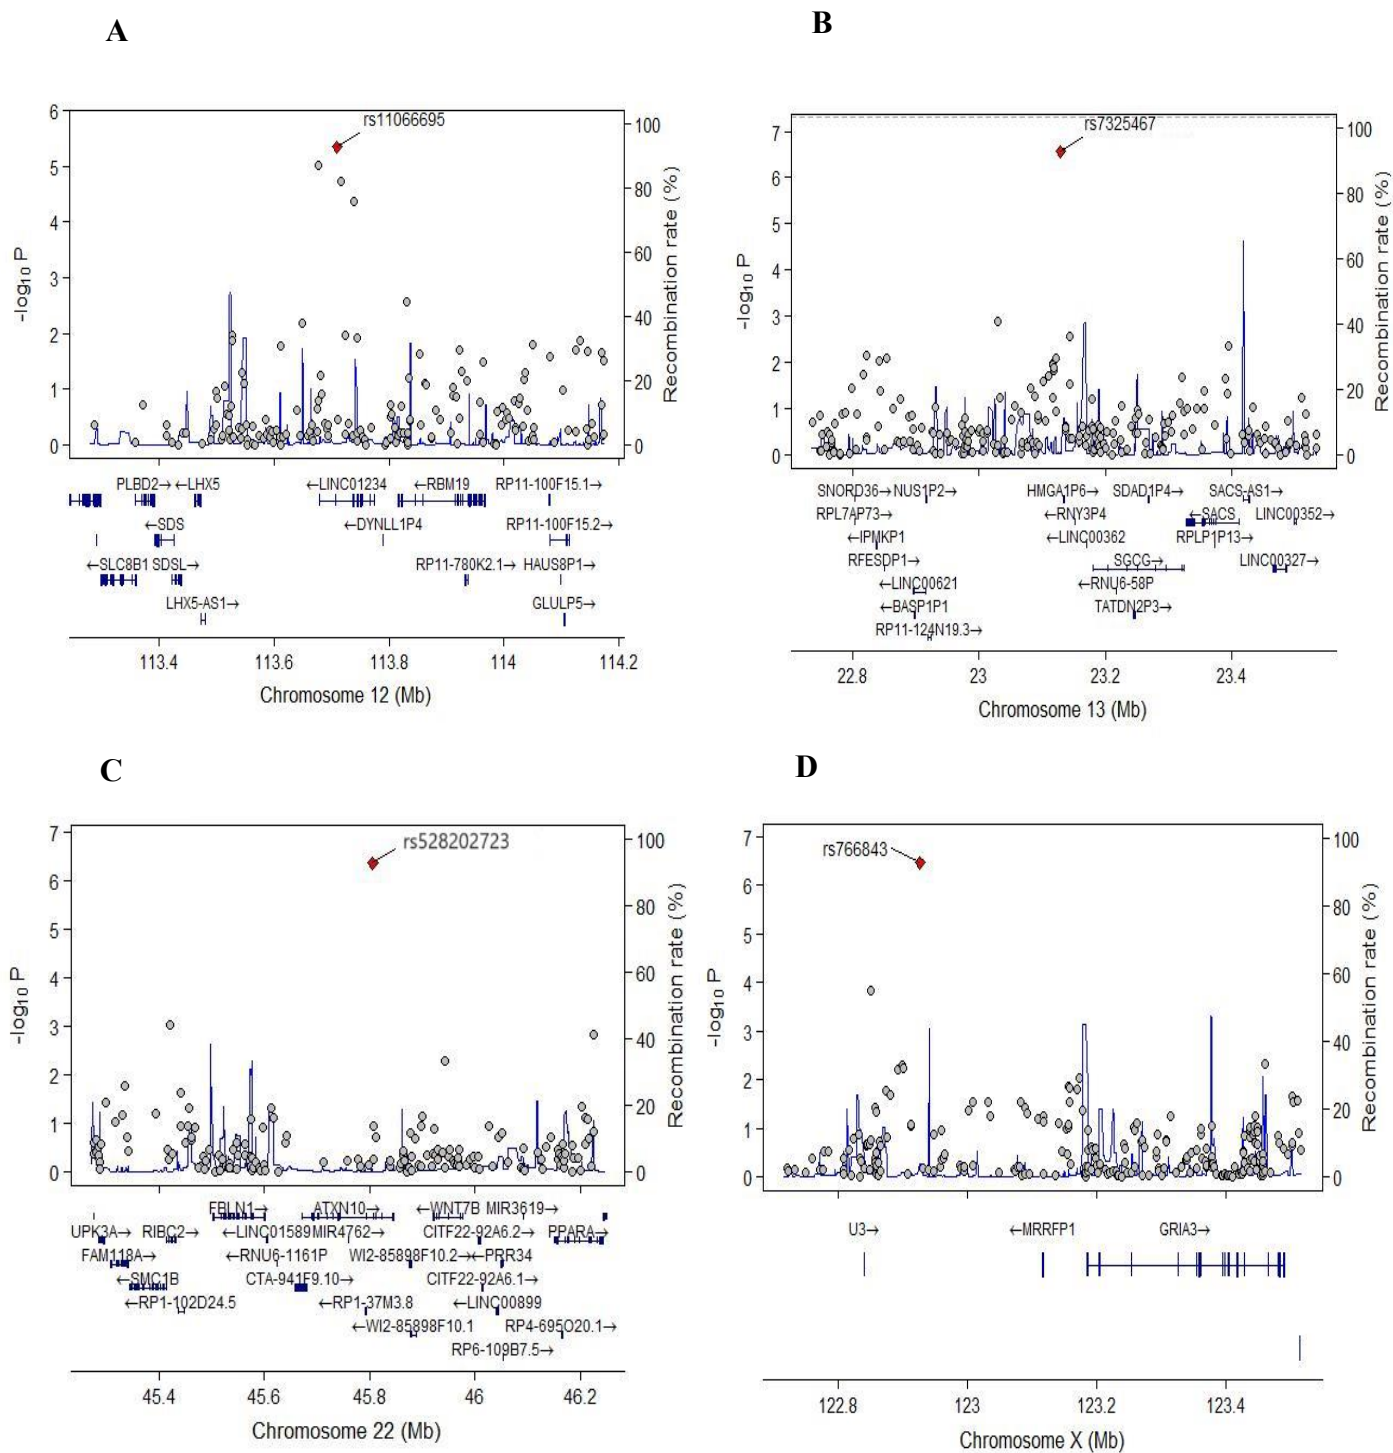 A
rs11066695
6
5
4
3
2
1
0
100
80
60
40
20
0
-log10 P
Recombination rate (%)
PLBD2→ ←LHX5 ←LINC01234 ←RBM19 RP11-100F15.1→
←SDS ←DYNLL1P4 RP11-100F15.2→
←SLC8B1 SDSL→ RP11-780K2.1→ HAUS8P1→
LHX5-AS1→ GLULP5→
113.4 113.6 113.8 114 114.2
Chromosome 12 (Mb)
B
rs7325467
7
6
5
4
3
2
1
0
100
80
60
40
20
0
-log10 P
Recombination rate (%)
SNORD36→ NUS1P2→ HMGA1P6→ SDAD1P4→ SACS-AS1→
RPL7AP73→ ←RNY3P4 ←SACS LINC00352→
←IPMKP1 ←LINC00362 RPLP1P13→
RFESDP1→ SGCG→ LINC00327→
←LINC00621 ←RNU6-58P
←BASP1P1 TATDN2P3→
RP11-124N19.3→
22.8 23 23.2 23.4
Chromosome 13 (Mb)
C
rs528202723
7
6
5
4
3
2
1
0
100
80
60
40
20
0
-log10 P
Recombination rate (%)
FBLN1→ ATXN10→ ←WNT7B MIR3619→
UPK3A→ RIBC2→ ←LINC01589 MIR4762→ CITF22-92A6.2→ PPARA→
FAM118A→ ←RNU6-1161P WI2-85898F10.2→ ←PRR34
←SMC1B CTA-941F9.10→ CITF22-92A6.1→
←RP1-102D24.5 ←RP1-37M3.8 ←LINC00899
←WI2-85898F10.1 RP4-695O20.1→
RP6-109B7.5→
45.4 45.6 45.8 46 46.2
Chromosome 22 (Mb)
D
rs766843
7
6
5
4
3
2
1
0
100
80
60
40
20
0
-log10 P
Recombination rate (%)
U3→ ←MRRFP1 GRIA3→
122.8 123 123.2 123.4
Chromosome X (Mb)